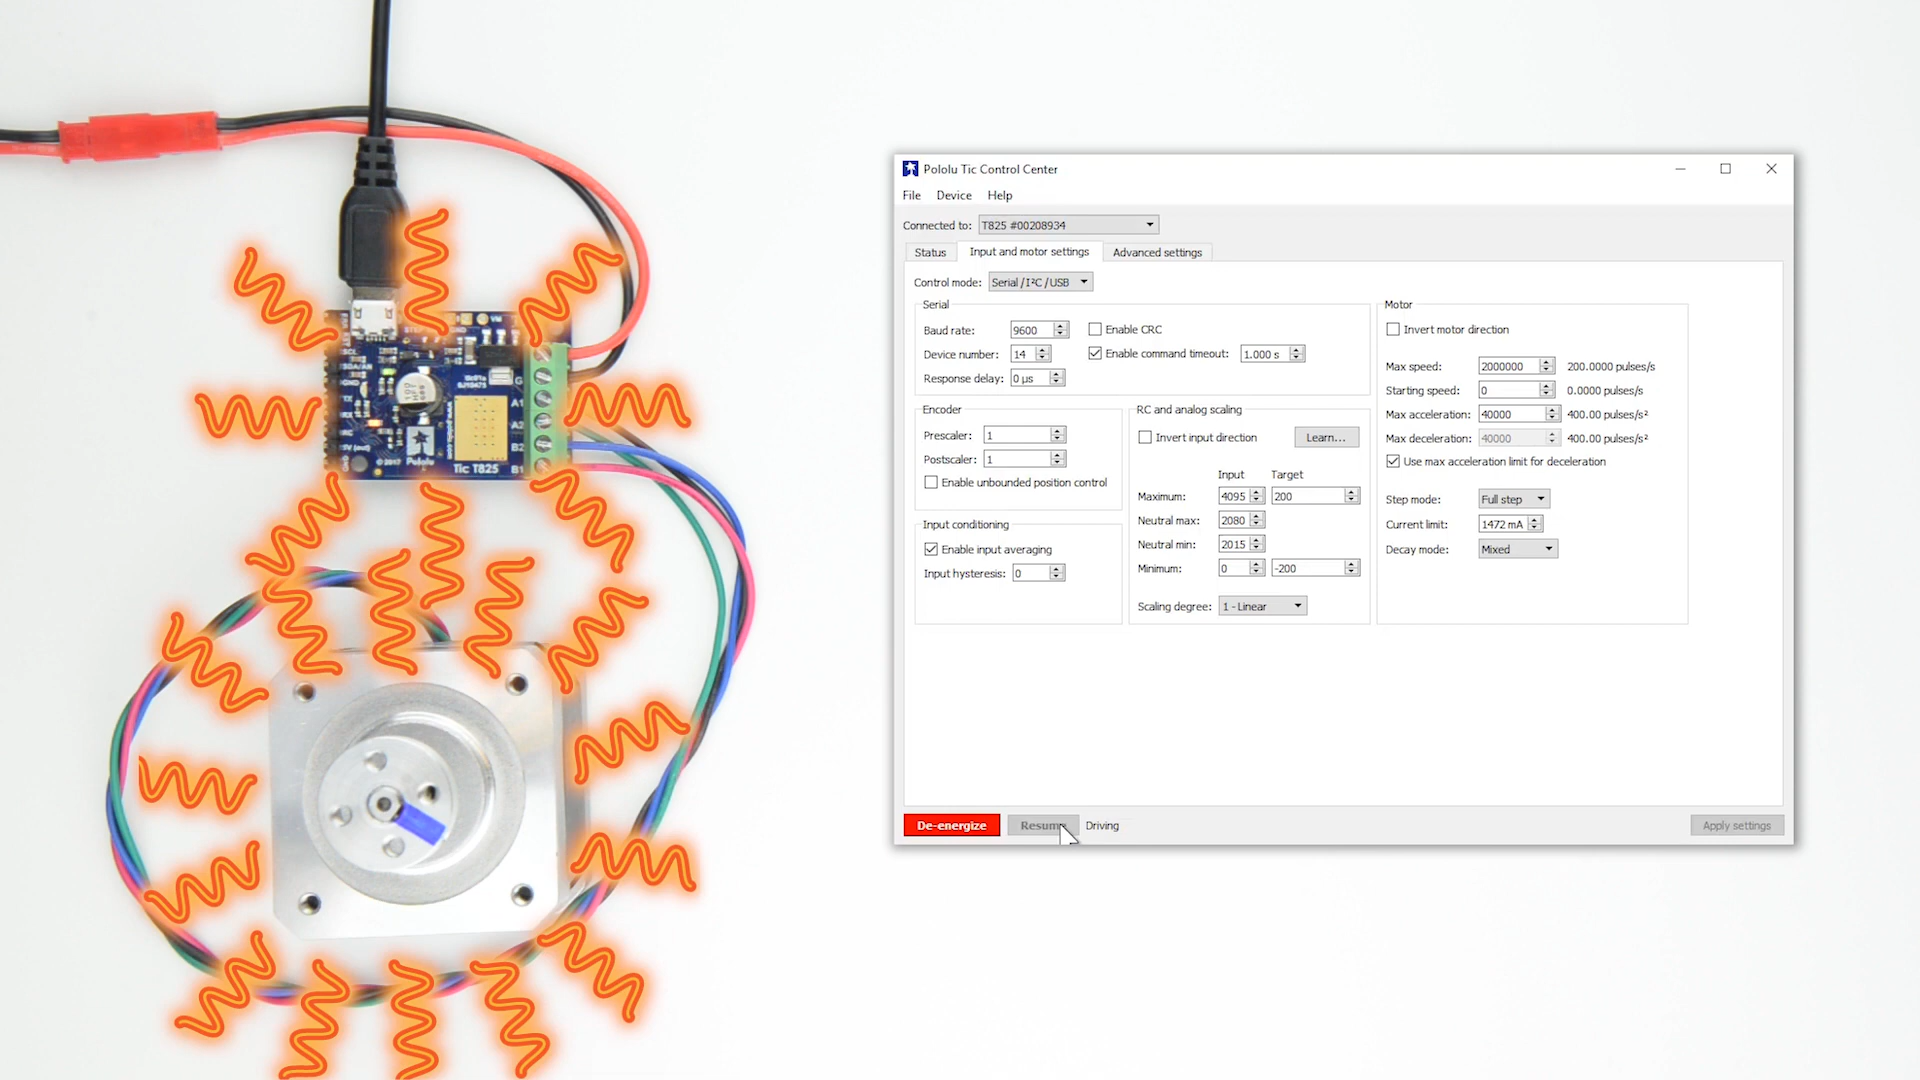 Pololu Tic Control Center
File Device Help
Connected to: T825 #00208934
Status Input and motor settings Advanced settings
Control mode: Serial / I²C / USB
Serial
Baud rate: 9600 Enable CRC
Device number: 14 Enable command timeout: 1.000 s
Response delay: 0 µs
Encoder
Prescaler: 1
Postscaler: 1
Enable unbounded position control
Input conditioning
Enable input averaging
Input hysteresis: 0
RC and analog scaling
Invert input direction Learn...
Input Target
Maximum: 4095 200
Neutral max: 2080
Neutral min: 2015
Minimum: 0 -200
Scaling degree: 1 - Linear
Motor
Invert motor direction
Max speed: 2000000 200.0000 pulses/s
Starting speed: 0 0.0000 pulses/s
Max acceleration: 40000 400.00 pulses/s²
Max deceleration: 40000 400.00 pulses/s²
Use max acceleration limit for deceleration
Step mode: Full step
Current limit: 1472 mA
Decay mode: Mixed
De-energize Resume Driving Apply settings
VM
A1
A2
B2
B1
© 2017
Pololu
Tic T825